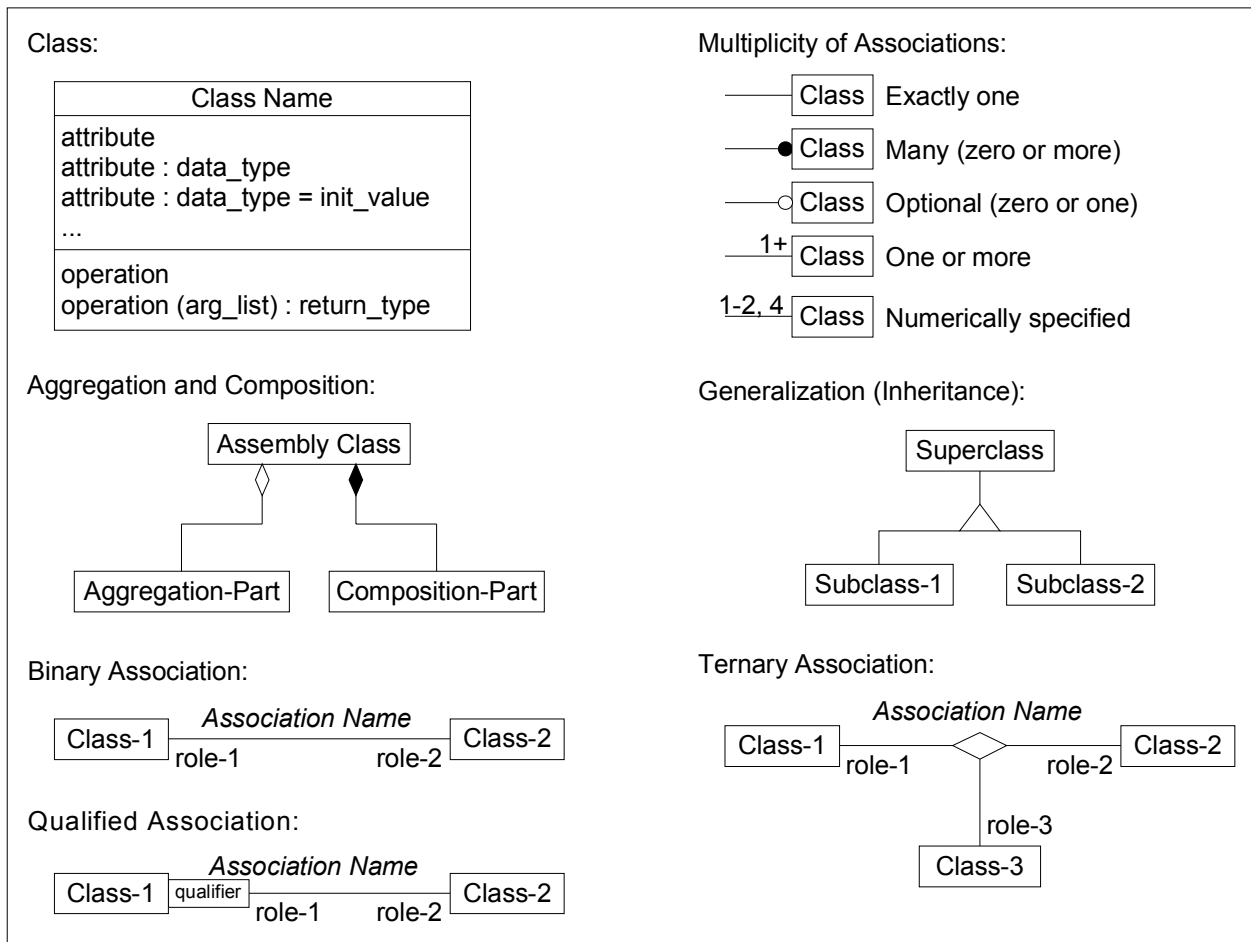 Class:
Class Name
attribute
attribute : data_type
attribute : data_type = init_value
...
operation
operation (arg_list) : return_type
Multiplicity of Associations:
Class Exactly one
Class Many (zero or more)
Class Optional (zero or one)
1+ Class One or more
1-2, 4 Class Numerically specified
Aggregation and Composition:
Assembly Class
Aggregation-Part Composition-Part
Generalization (Inheritance):
Superclass
Subclass-1 Subclass-2
Binary Association:
Association Name
Class-1 Class-2
role-1 role-2
Ternary Association:
Association Name
Class-1 Class-2
role-1 role-2
role-3
Class-3
Qualified Association:
Association Name
Class-1 qualifier Class-2
role-1 role-2